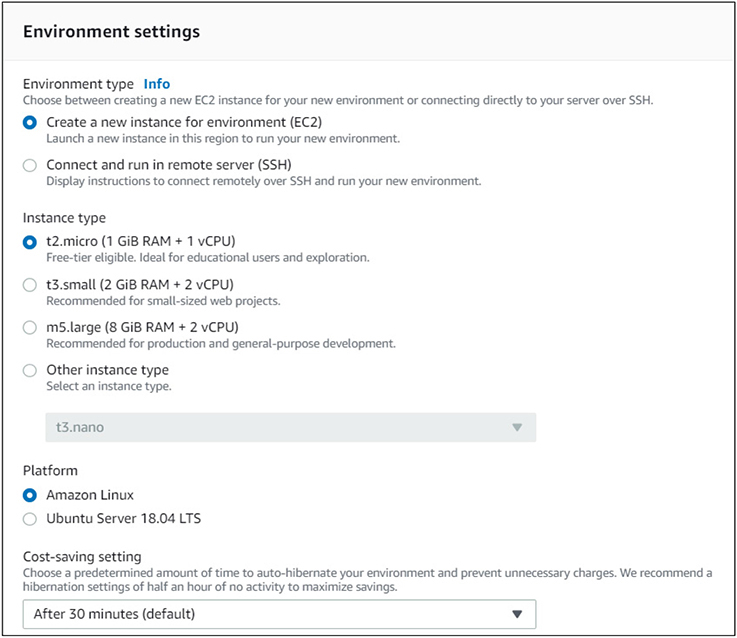 Environment settings
Environment type Info
Choose between creating a new EC2 instance for your new environment or connecting directly to your server over SSH.
Create a new instance for environment (EC2)
Launch a new instance in this region to run your new environment.
Connect and run in remote server (SSH)
Display instructions to connect remotely over SSH and run your new environment.
Instance type
t2.micro (1 GiB RAM + 1 vCPU)
Free-tier eligible. Ideal for educational users and exploration.
t3.small (2 GiB RAM + 2 vCPU)
Recommended for small-sized web projects.
m5.large (8 GiB RAM + 2 vCPU)
Recommended for production and general-purpose development.
Other instance type
Select an instance type.
t3.nano
Platform
Amazon Linux
Ubuntu Server 18.04 LTS
Cost-saving setting
Choose a predetermined amount of time to auto-hibernate your environment and prevent unnecessary charges. We recommend a
hibernation settings of half an hour of no activity to maximize savings.
After 30 minutes (default)